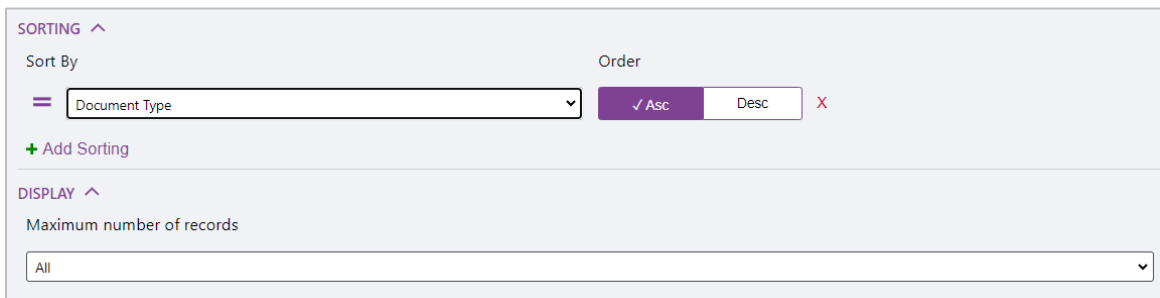 SORTING
Sort By Order
Document Type ✓ Asc Desc X
+ Add Sorting
DISPLAY
Maximum number of records
All